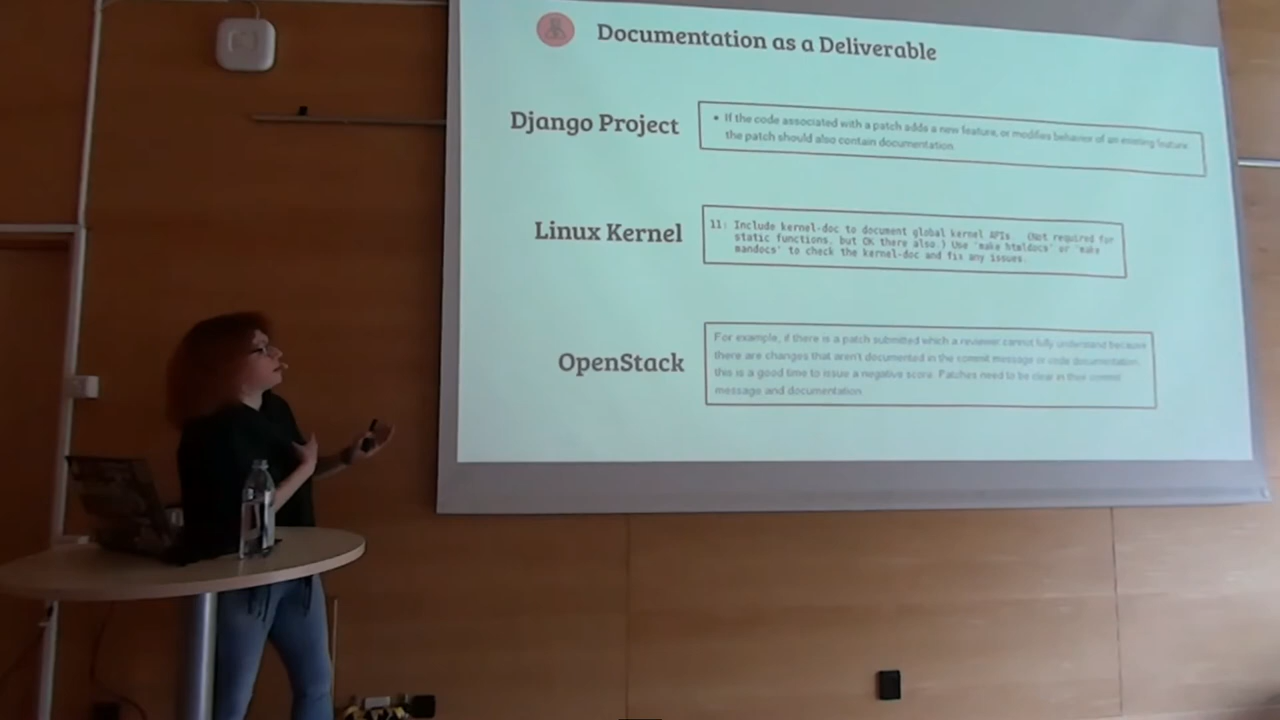 Documentation as a Deliverable
Django Project
• If the code associated with a patch adds a new feature, or modifies behavior of an existing feature,
the patch should also contain documentation.
Linux Kernel
11: Include kernel-doc to document global kernel APIs. (Not required for
static functions, but OK there also.) Use 'make htmldocs' or 'make
mandocs' to check the kernel-doc and fix any issues.
OpenStack
For example, if there is a patch submitted which a reviewer cannot fully understand because
there are changes that aren't documented in the commit message or code documentation,
this is a good time to issue a negative score. Patches need to be clear in their commit
message and documentation.